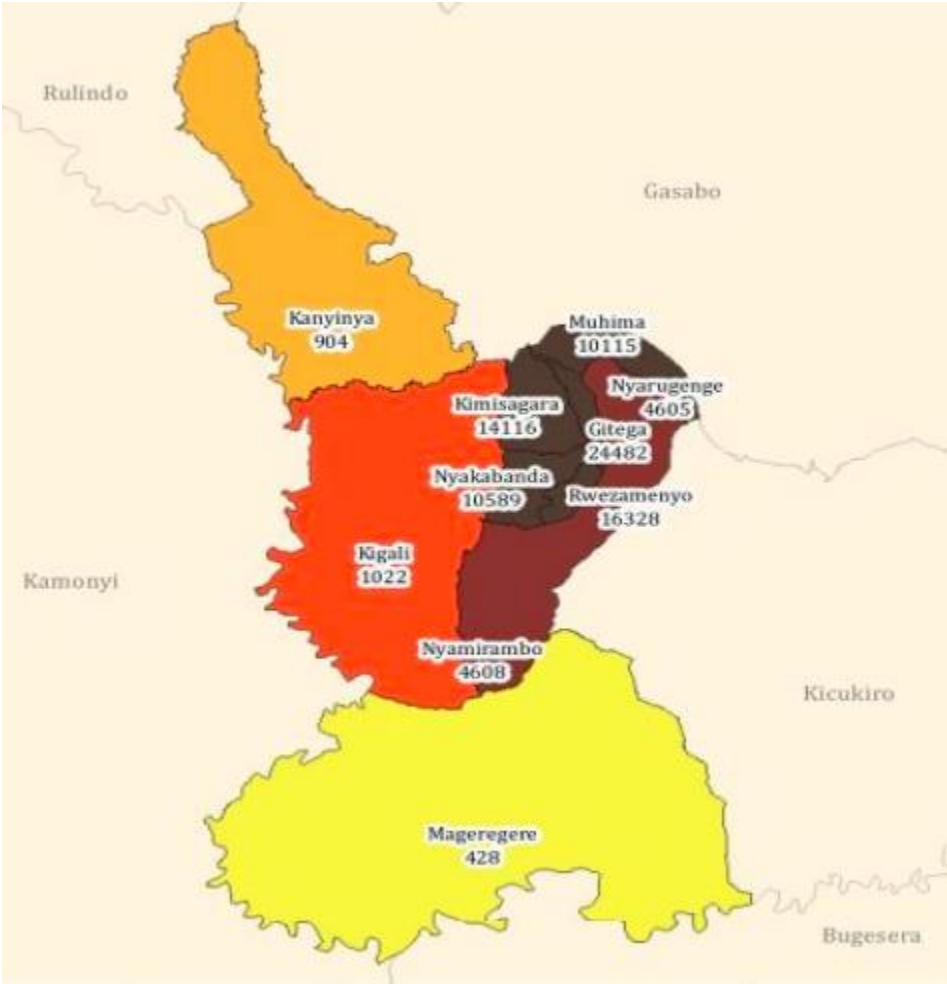 Rulindo
Gasabo
Kanyinya
904
Muhima
10115
Nyarugenge
4605
Kimisagara
14116
Gitega
24482
Nyakabanda
10589
Rwezamenyo
16328
Kigali
1022
Kamonyi
Nyamirambo
4608
Kicukiro
Mageregere
428
Bugesera